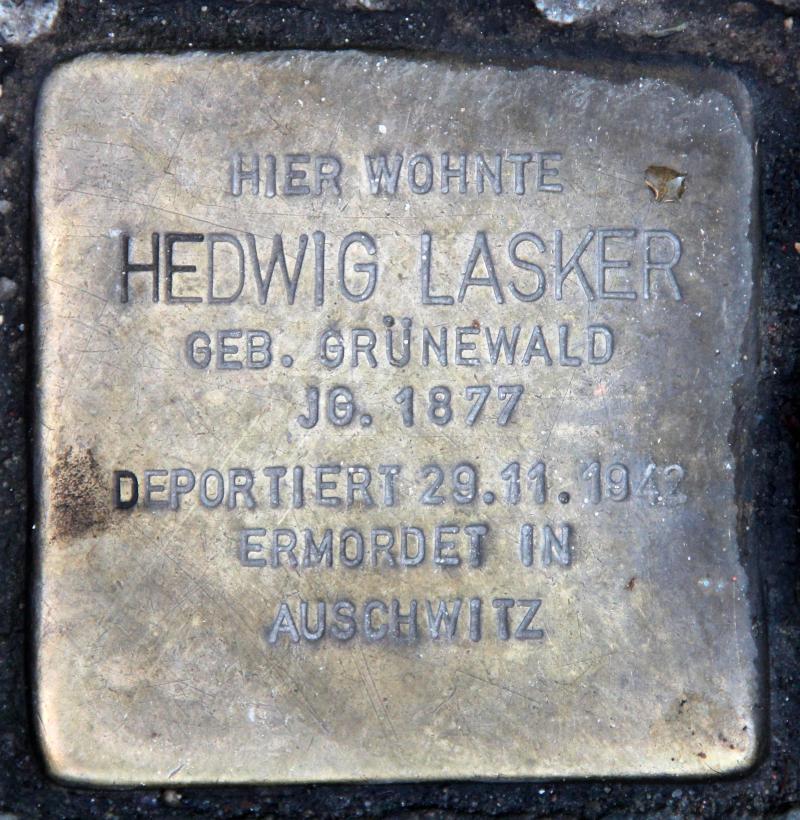 HIER WOHNTE
HEDWIG LASKER
GEB. GRÜNEWALD
JG. 1877
DEPORTIERT 29.11.1942
ERMORDET IN
AUSCHWITZ